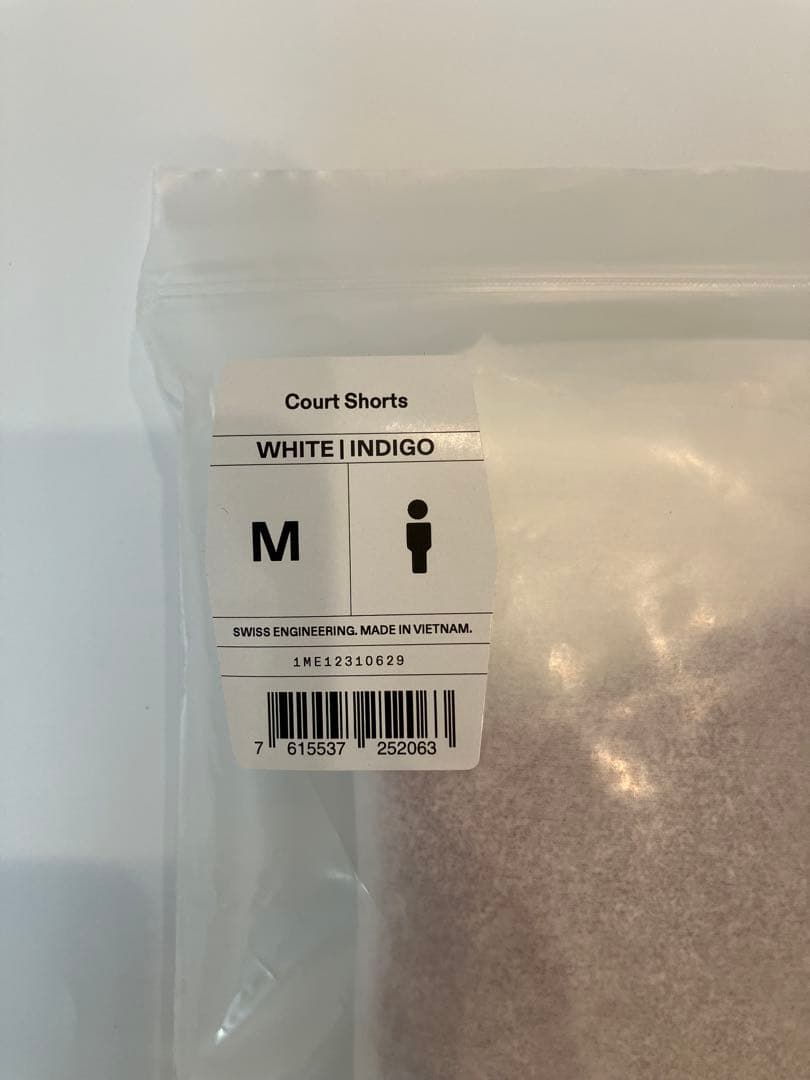 Court Shorts
WHITE | INDIGO
M
SWISS ENGINEERING. MADE IN VIETNAM.
1ME12310629
7 615537 252063